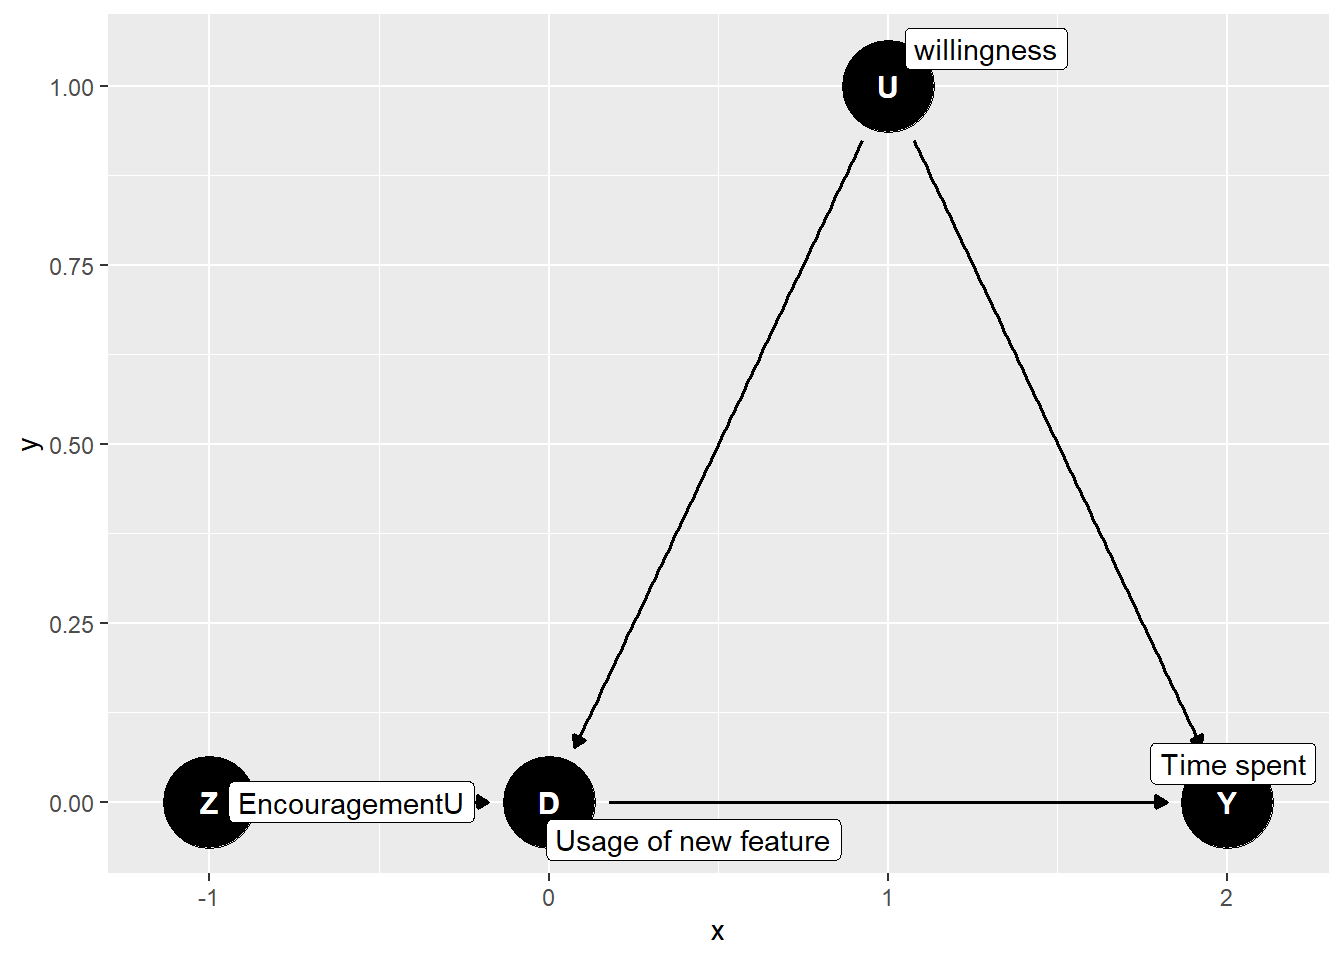 willingness
1.00
U
0.75
y
0.50
0.25
Time spent
0.00
Z
EncouragementU
D
Y
Usage of new feature
-1
0
1
2
x